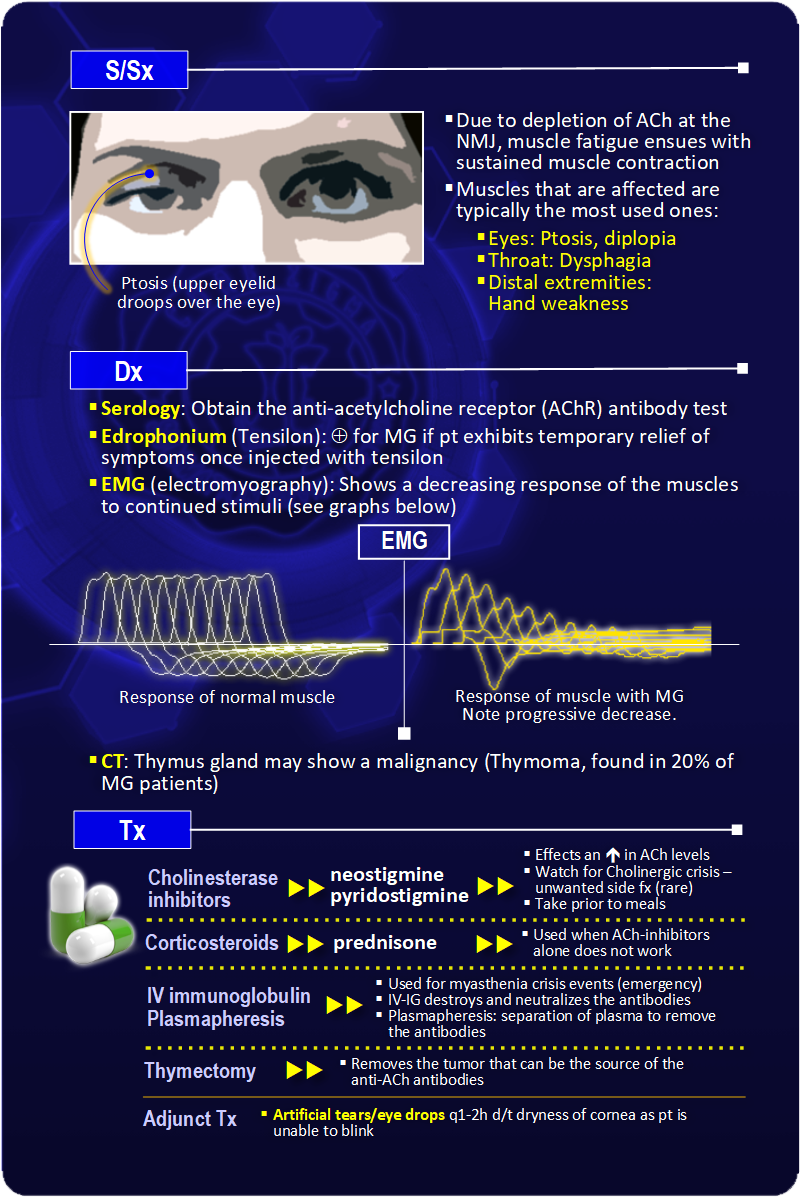 S/Sx
▪Due to depletion of ACh at the
NMJ, muscle fatigue ensues with
sustained muscle contraction
▪Muscles that are affected are
typically the most used ones:
▪Eyes: Ptosis, diplopia
▪Throat: Dysphagia
▪Distal extremities:
Hand weakness
Ptosis (upper eyelid
droops over the eye)
Dx
▪Serology: Obtain the anti-acetylcholine receptor (AChR) antibody test
▪Edrophonium (Tensilon): ⊕ for MG if pt exhibits temporary relief of
symptoms once injected with tensilon
▪EMG (electromyography): Shows a decreasing response of the muscles
to continued stimuli (see graphs below)
EMG
Response of normal muscle
Response of muscle with MG
Note progressive decrease.
▪CT: Thymus gland may show a malignancy (Thymoma, found in 20% of
MG patients)
Tx
Cholinesterase
inhibitors
neostigmine
pyridostigmine
▪ Effects an ↑ in ACh levels
▪ Watch for Cholinergic crisis –
unwanted side fx (rare)
▪ Take prior to meals
Corticosteroids
prednisone
▪ Used when ACh-inhibitors
alone does not work
IV immunoglobulin
Plasmapheresis
▪ Used for myasthenia crisis events (emergency)
▪ IV-IG destroys and neutralizes the antibodies
▪ Plasmapheresis: separation of plasma to remove
the antibodies
Thymectomy
▪ Removes the tumor that can be the source of the
anti-ACh antibodies
Adjunct Tx
▪ Artificial tears/eye drops q1-2h d/t dryness of cornea as pt is
unable to blink